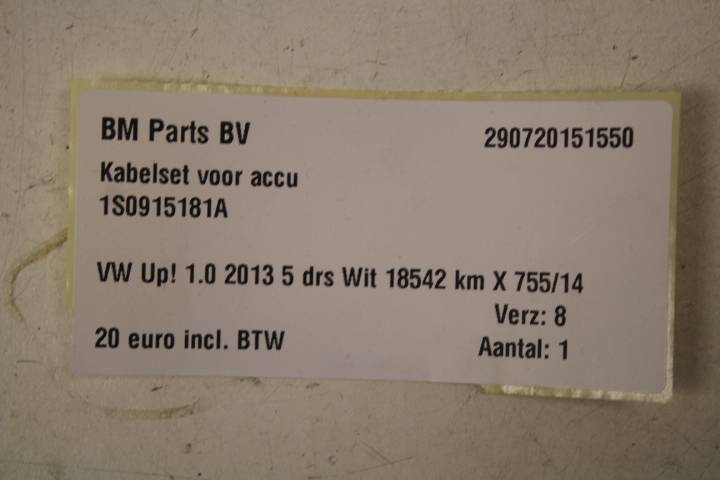 BM Parts BV 290720151550
Kabelset voor accu
1S0915181A
VW Up! 1.0 2013 5 drs Wit 18542 km X 755/14
Verz: 8
20 euro incl. BTW Aantal: 1